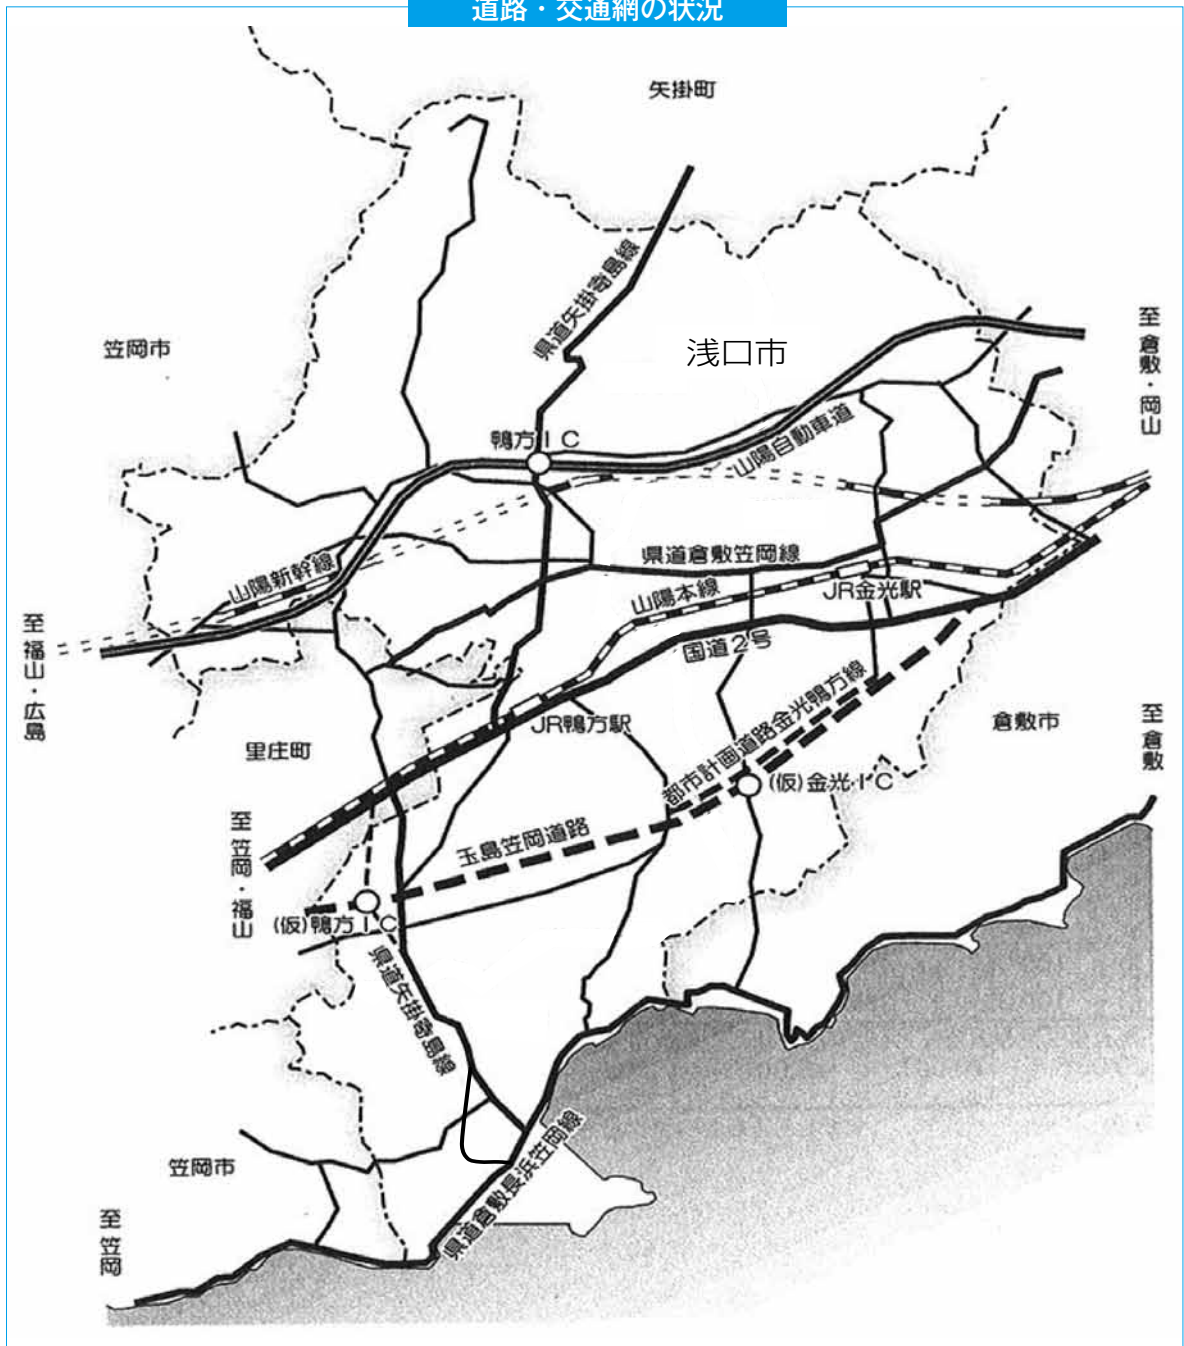 道路・交通網の状況
矢掛町
県道矢掛寄島線
笠岡市
浅口市
至倉敷・岡山
鴨方IC
山陽自動車道
県道倉敷笠岡線
山陽新幹線
山陽本線
JR金光駅
至福山・広島
国道2号
JR鴨方駅
里庄町
都市計画道路金光鴨方線
倉敷市
至倉敷
(仮)金光IC
至笠岡・福山
玉島笠岡道路
(仮)鴨方IC
県道矢掛寄島線
笠岡市
県道倉敷長浜笠岡線
至笠岡